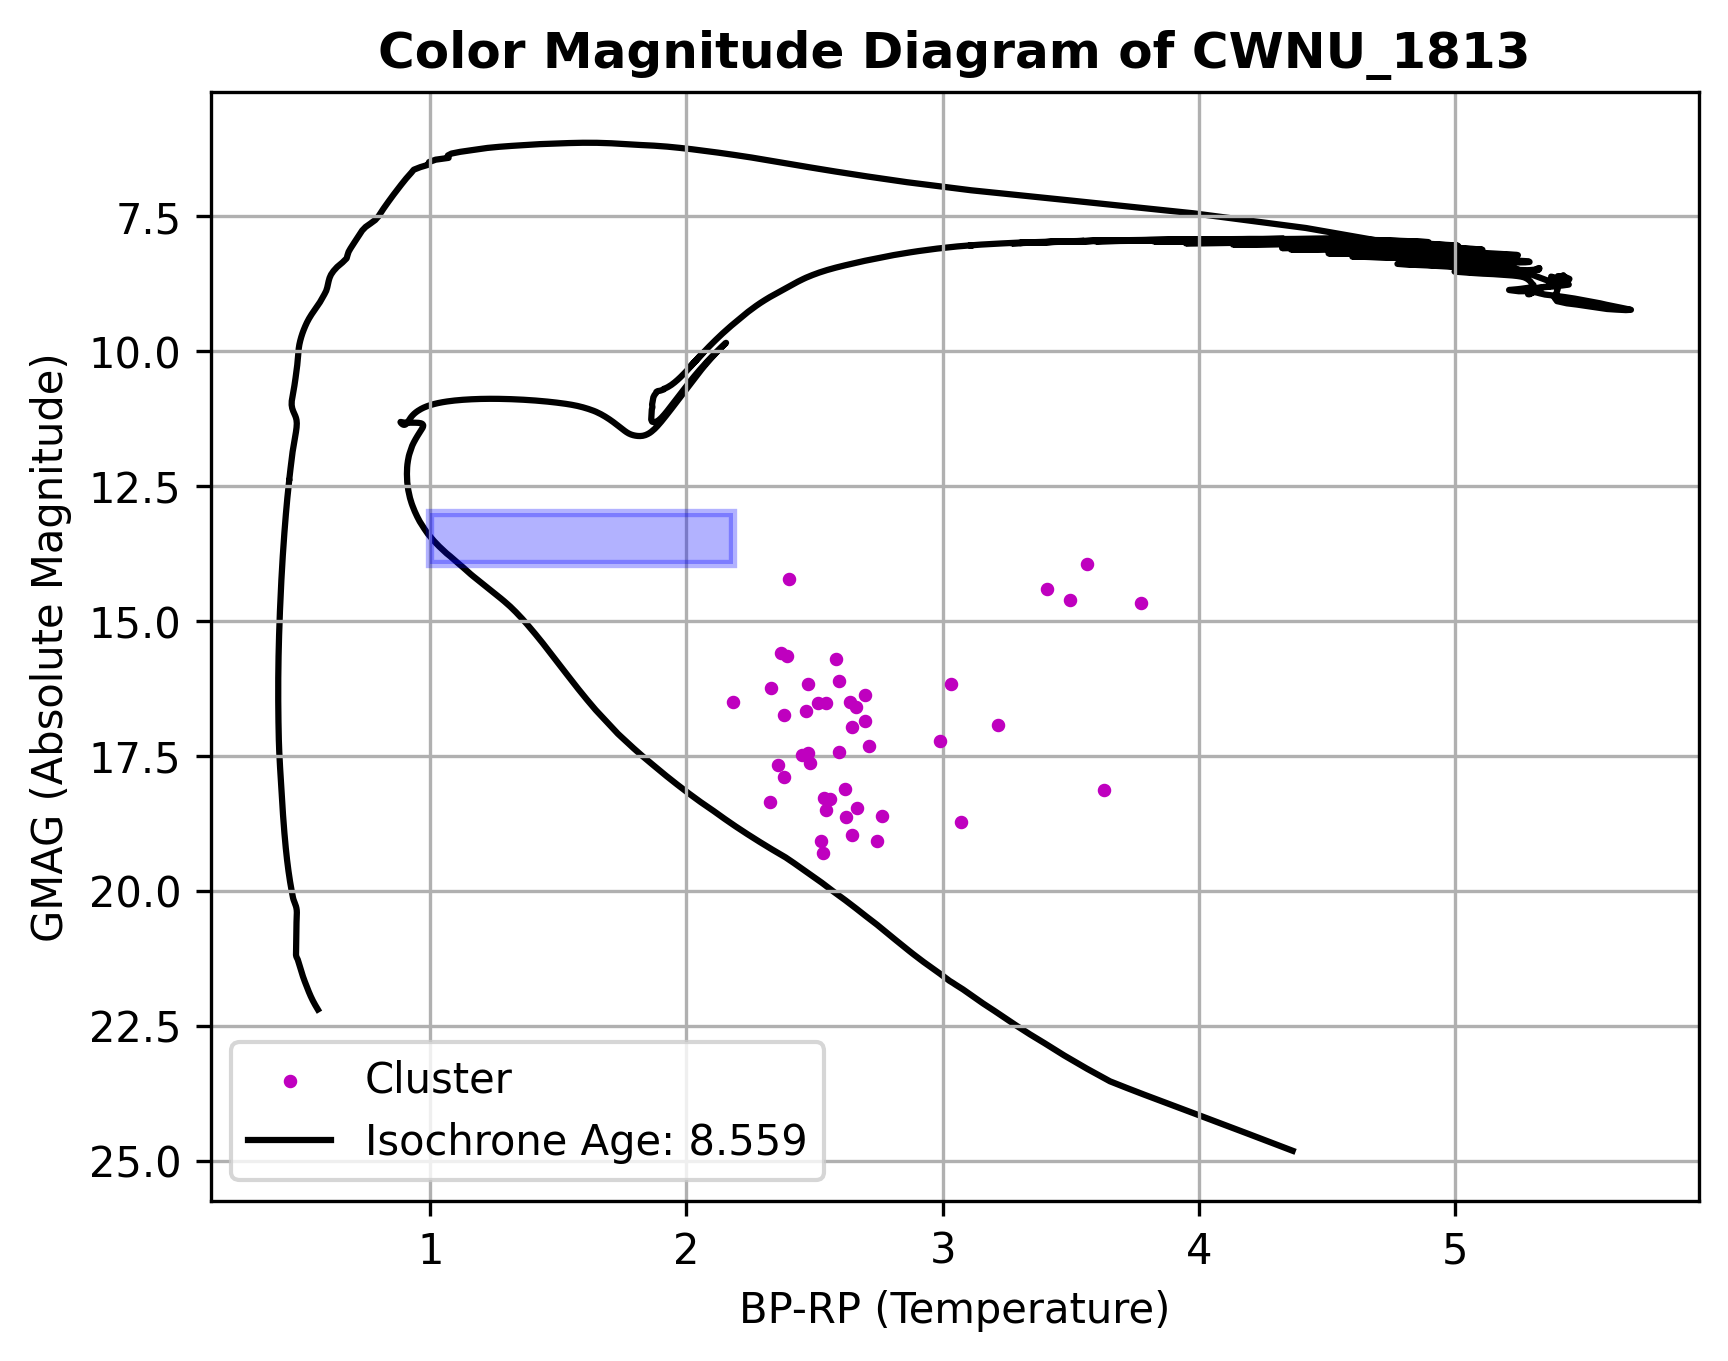 Color Magnitude Diagram of CWNU_1813
GMAG (Absolute Magnitude)
7.5
10.0
12.5
15.0
17.5
20.0
22.5
25.0
Cluster
Isochrone Age: 8.559
1 2 3 4 5
BP-RP (Temperature)